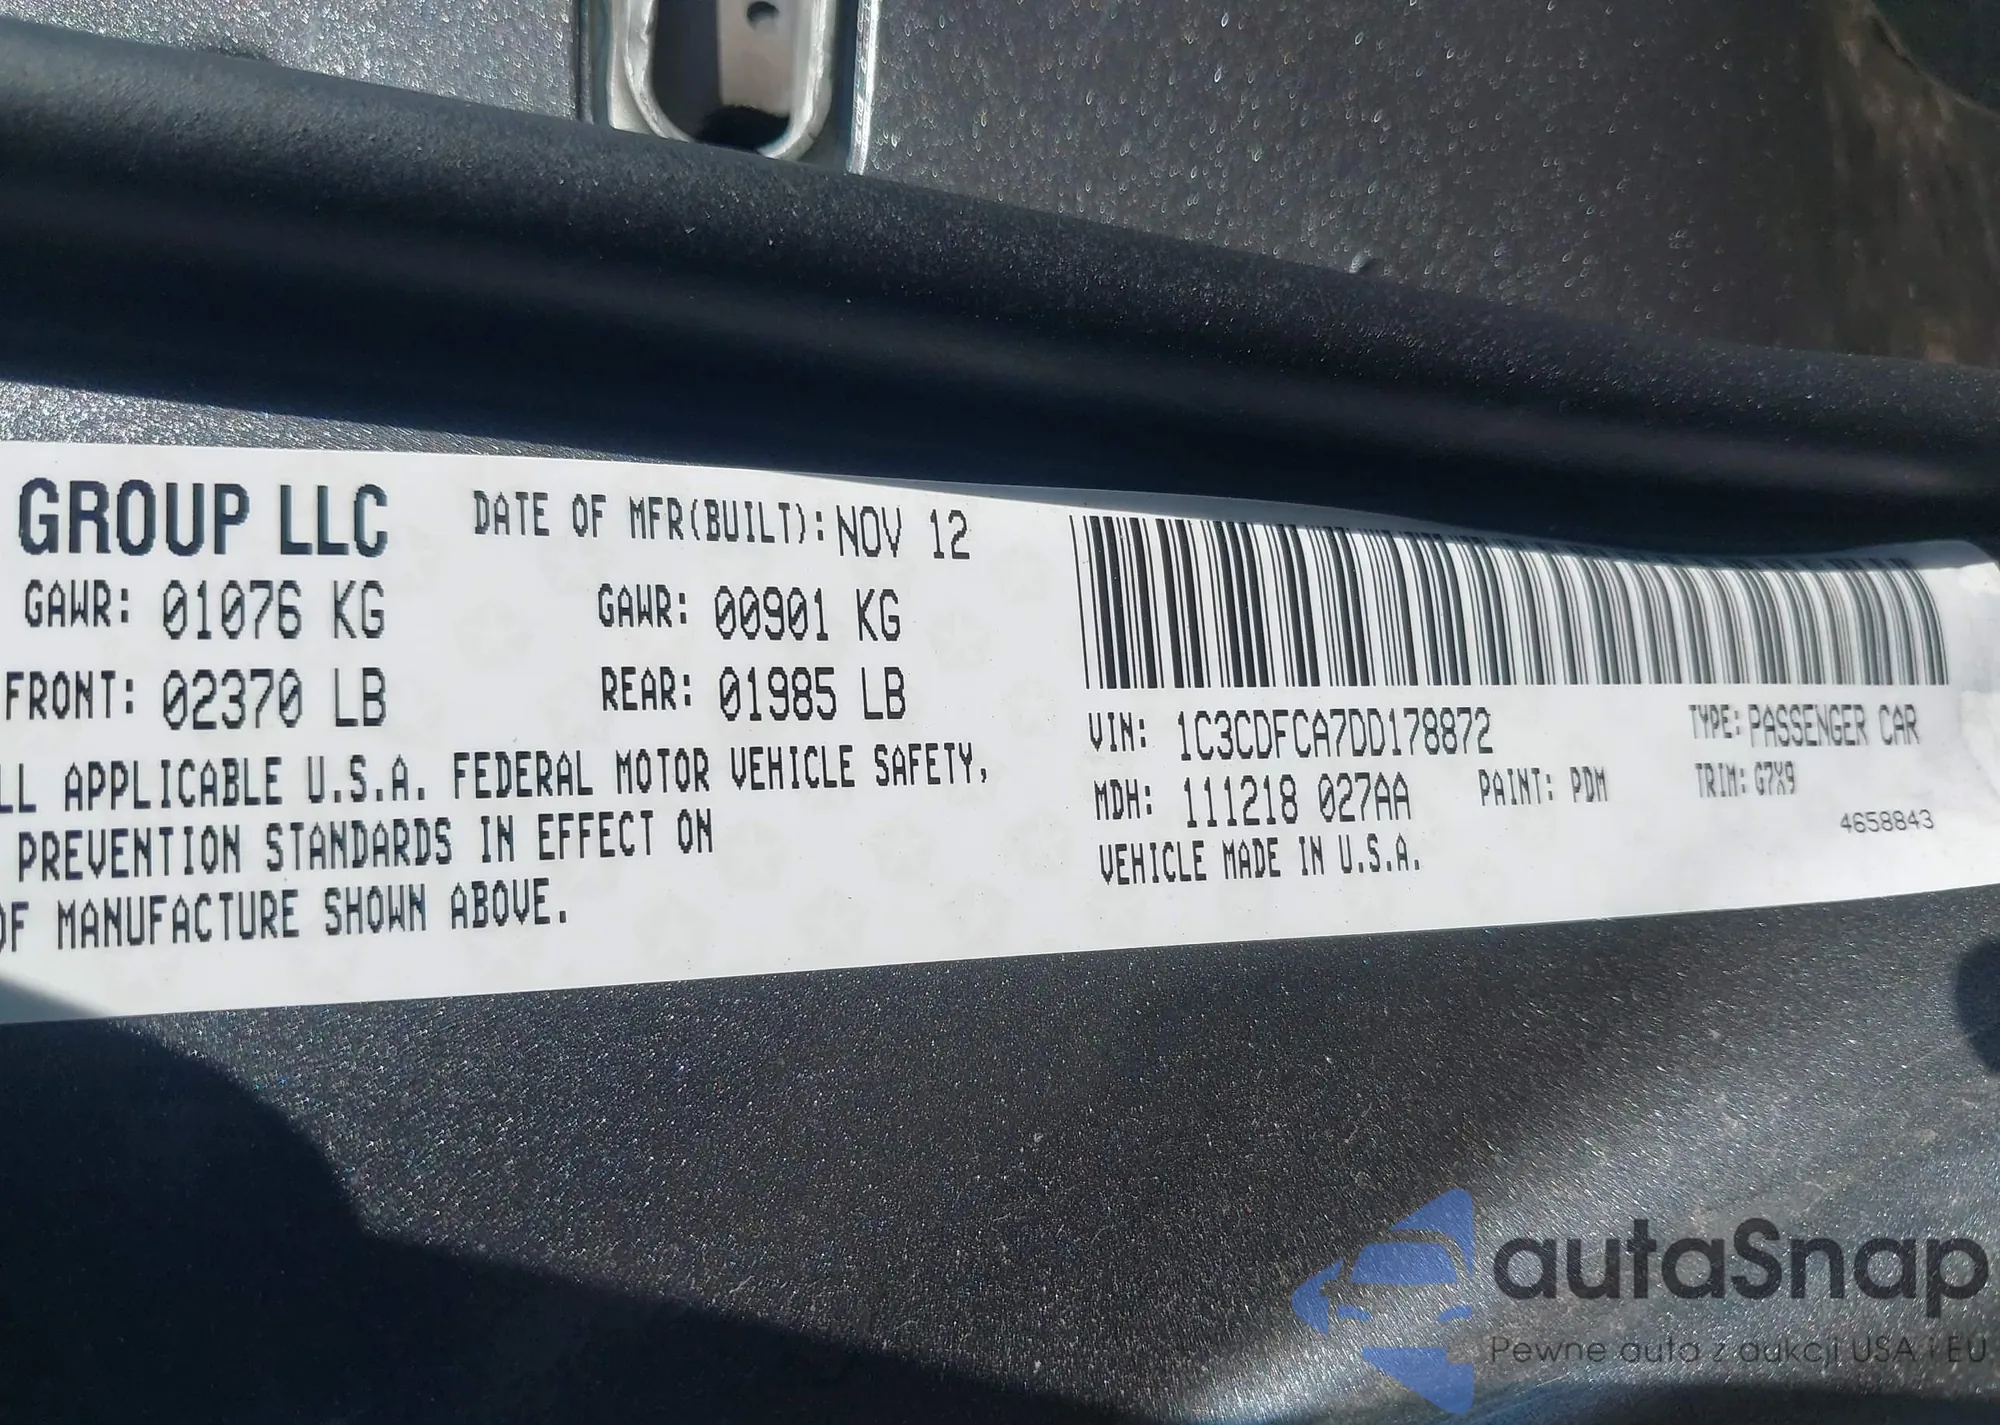 GROUP LLC DATE OF MFR(BUILT): NOV 12
GAWR: 01076 KG GAWR: 00901 KG
FRONT: 02370 LB REAR: 01985 LB
LL APPLICABLE U.S.A. FEDERAL MOTOR VEHICLE SAFETY,
PREVENTION STANDARDS IN EFFECT ON
OF MANUFACTURE SHOWN ABOVE.
VIN: 1C3CDFCA7DD178872 TYPE: PASSENGER CAR
MDH: 111218 027AA PAINT: PDM TRIM: G7X9
VEHICLE MADE IN U.S.A. 4658843
autaSnap
Pewne auta z aukcji USA i EU